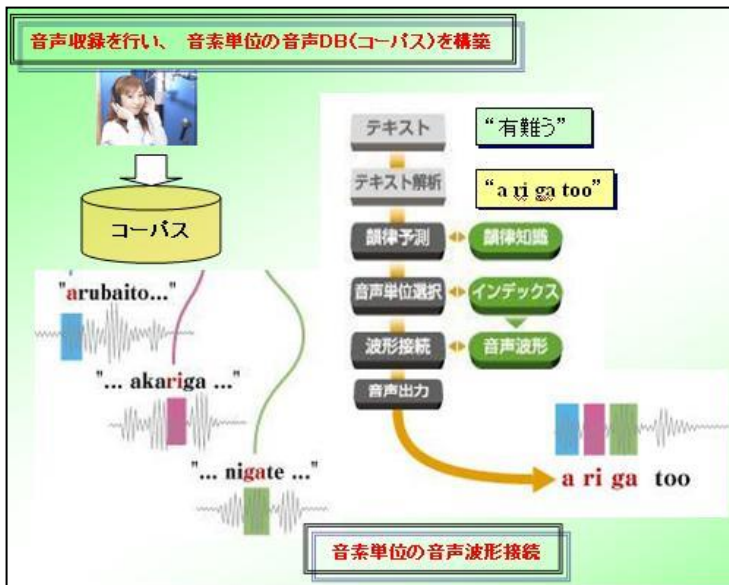 音声収録を行い、 音素単位の音声DB(コーパス)を構築
コーパス
"arubaito..."
"... akariga ..."
"... nigate ..."
テキスト
“有難う”
テキスト解析
“a ri ga too”
韻律予測
韻律知識
音声単位選択
インデックス
波形接続
音声波形
音声出力
a ri ga too
音素単位の音声波形接続